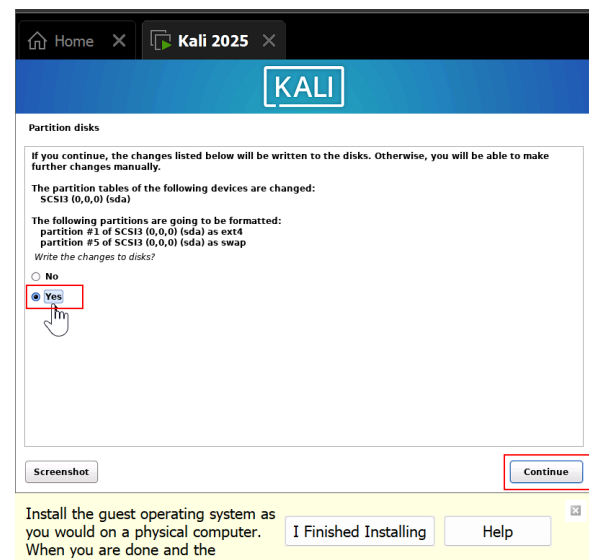 Home
Kali 2025
KALI
Partition disks
If you continue, the changes listed below will be written to the disks. Otherwise, you will be able to make
further changes manually.
The partition tables of the following devices are changed:
SCSI3 (0,0,0) (sda)
The following partitions are going to be formatted:
partition #1 of SCSI3 (0,0,0) (sda) as ext4
partition #5 of SCSI3 (0,0,0) (sda) as swap
Write the changes to disks?
No
Yes
Screenshot
Continue
Install the guest operating system as
you would on a physical computer.
When you are done and the
I Finished Installing
Help